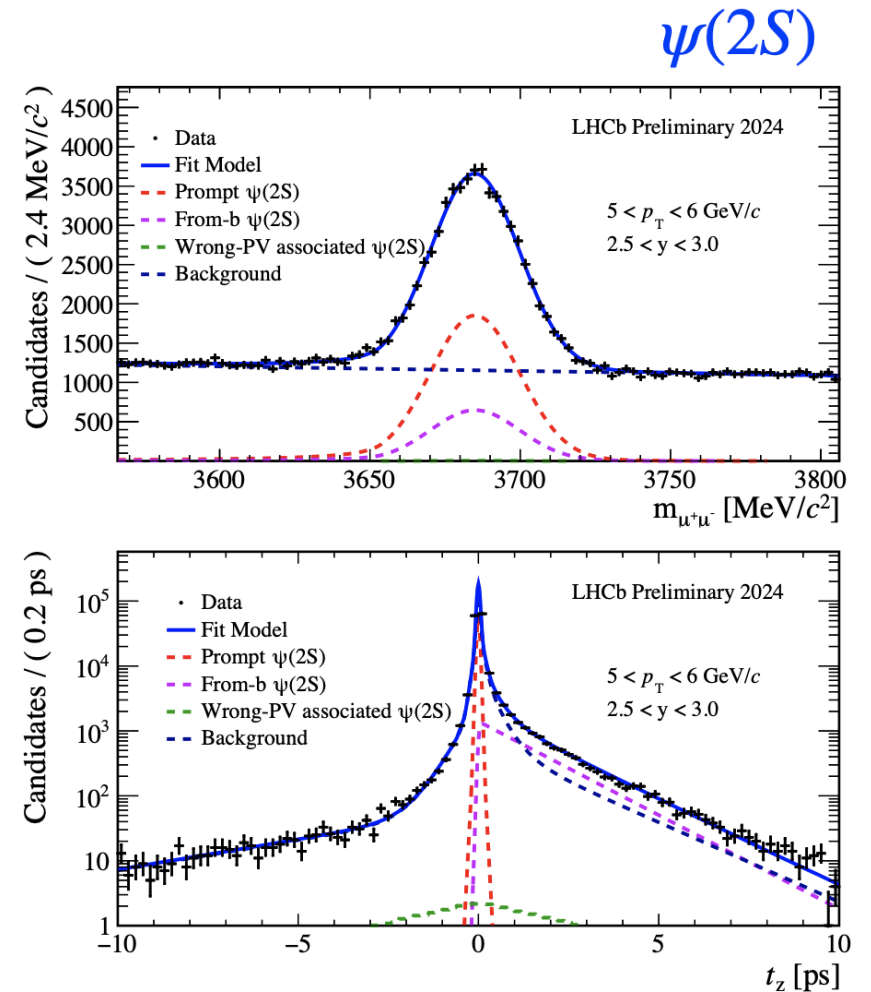 ψ(2S)
Candidates / ( 2.4 MeV/c² )
4500
4000
3500
3000
2500
2000
1500
1000
500
Data
Fit Model
Prompt ψ(2S)
From-b ψ(2S)
Wrong-PV associated ψ(2S)
Background
LHCb Preliminary 2024
5 < pT < 6 GeV/c
2.5 < y < 3.0
3600 3650 3700 3750 3800
mμ⁺μ⁻ [MeV/c²]
Candidates / ( 0.2 ps )
10⁵
10⁴
10³
10²
10
1
Data
Fit Model
Prompt ψ(2S)
From-b ψ(2S)
Wrong-PV associated ψ(2S)
Background
LHCb Preliminary 2024
5 < pT < 6 GeV/c
2.5 < y < 3.0
−10 −5 0 5 10
tz [ps]